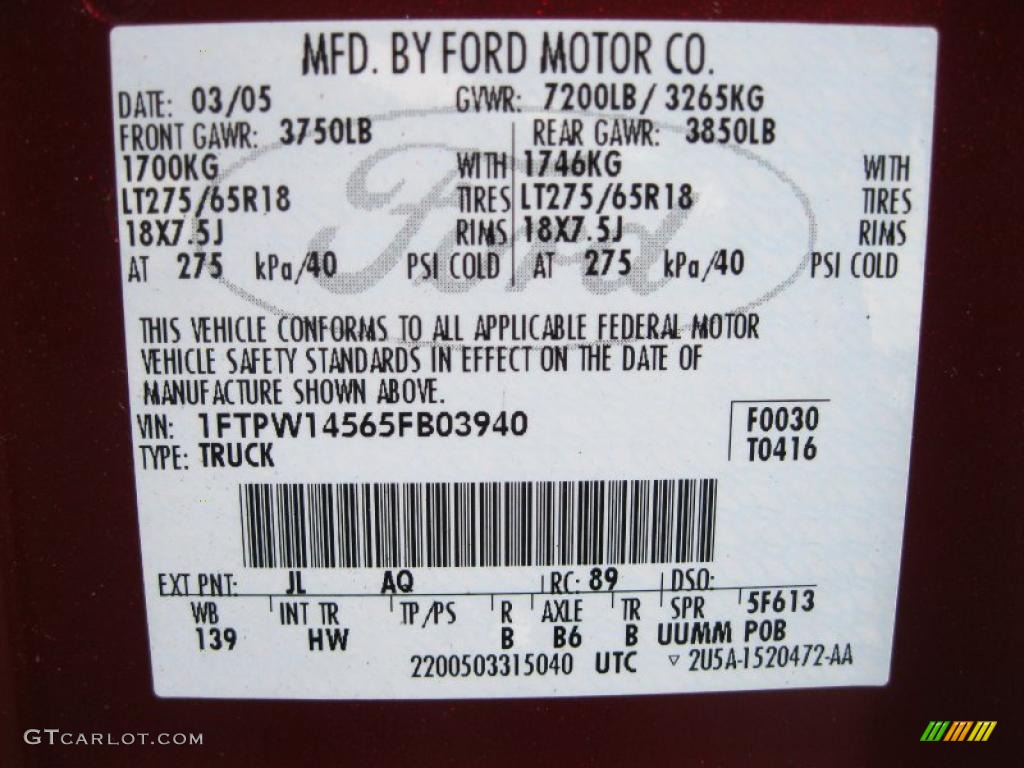 MFD. BY FORD MOTOR CO.
DATE: 03/05 GVWR: 7200LB/ 3265KG
FRONT GAWR: 3750LB REAR GAWR: 3850LB
1700KG WITH 1746KG WITH
LT275/65R18 TIRES LT275/65R18 TIRES
18X7.5J RIMS 18X7.5J RIMS
AT 275 kPa/40 PSI COLD AT 275 kPa/40 PSI COLD
Ford
THIS VEHICLE CONFORMS TO ALL APPLICABLE FEDERAL MOTOR
VEHICLE SAFETY STANDARDS IN EFFECT ON THE DATE OF
MANUFACTURE SHOWN ABOVE.
VIN: 1FTPW14565FB03940 F0030
TYPE: TRUCK T0416
EXT PNT: JL AQ RC: 89 DSO:
WB INT TR TP/PS R AXLE TR SPR 5F613
139 HW B B6 B UUMM POB
2200503315040 UTC ▿ 2U5A-1520472-AA
GTCARLOT.COM